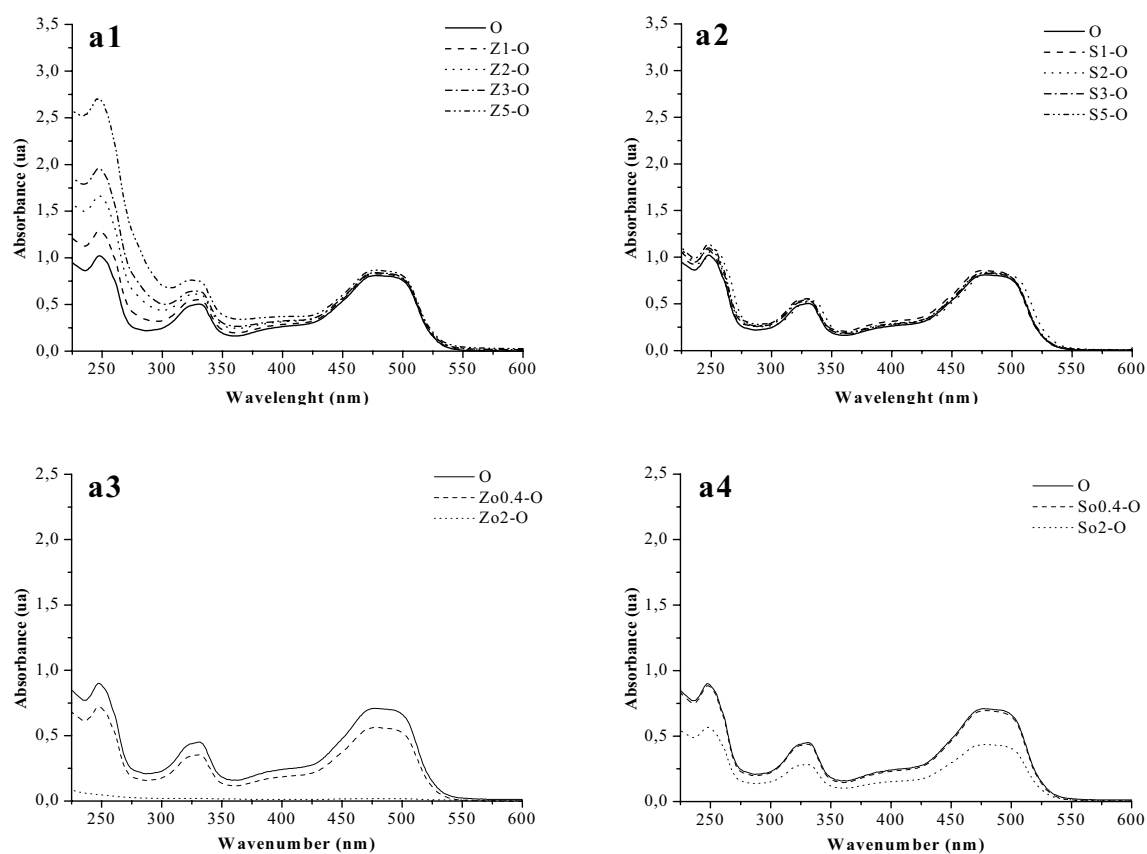 a1
O
Z1-O
Z2-O
Z3-O
Z5-O
3,5
3,0
2,5
2,0
1,5
1,0
0,5
0,0
Absorbance (ua)
250 300 350 400 450 500 550 600
Wavelenght (nm)
a2
O
S1-O
S2-O
S3-O
S5-O
3,5
3,0
2,5
2,0
1,5
1,0
0,5
0,0
Absorbance (ua)
250 300 350 400 450 500 550 600
Wavelenght (nm)
a3
O
Zo0.4-O
Zo2-O
2,5
2,0
1,5
1,0
0,5
0,0
Absorbance (ua)
250 300 350 400 450 500 550 600
Wavenumber (nm)
a4
O
So0.4-O
So2-O
2,5
2,0
1,5
1,0
0,5
0,0
Absorbance (ua)
250 300 350 400 450 500 550 600
Wavenumber (nm)